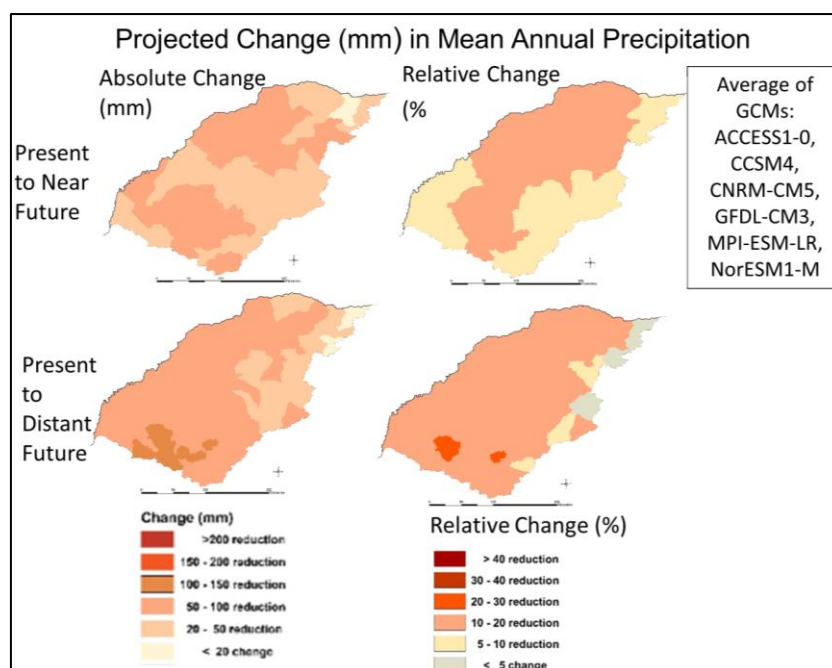 Projected Change (mm) in Mean Annual Precipitation
Absolute Change
(mm)
Relative Change
(%
Average of
GCMs:
ACCESS1-0,
CCSM4,
CNRM-CM5,
GFDL-CM3,
MPI-ESM-LR,
NorESM1-M
Present
to Near
Future
Present
to
Distant
Future
Change (mm)
>200 reduction
150 - 200 reduction
100 - 150 reduction
50 - 100 reduction
20 - 50 reduction
< 20 change
Relative Change (%)
> 40 reduction
30 - 40 reduction
20 - 30 reduction
10 - 20 reduction
5 - 10 reduction
< 5 change